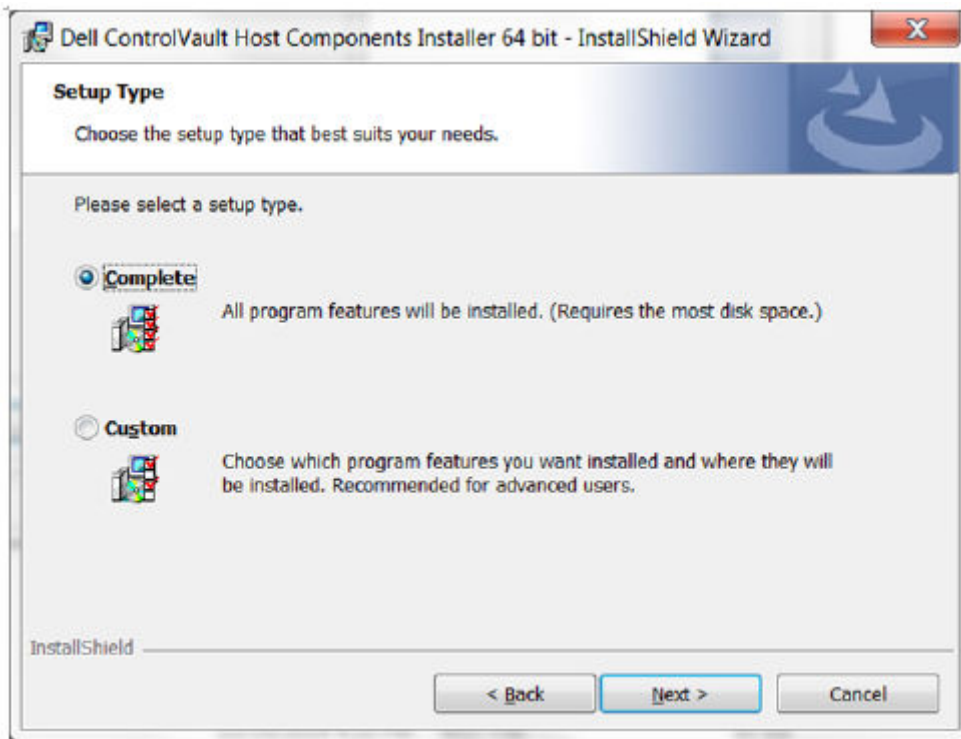 Dell ControlVault Host Components Installer 64 bit - InstallShield Wizard
Setup Type
Choose the setup type that best suits your needs.
Please select a setup type.
Complete
All program features will be installed. (Requires the most disk space.)
Custom
Choose which program features you want installed and where they will
be installed. Recommended for advanced users.
InstallShield
< Back
Next >
Cancel